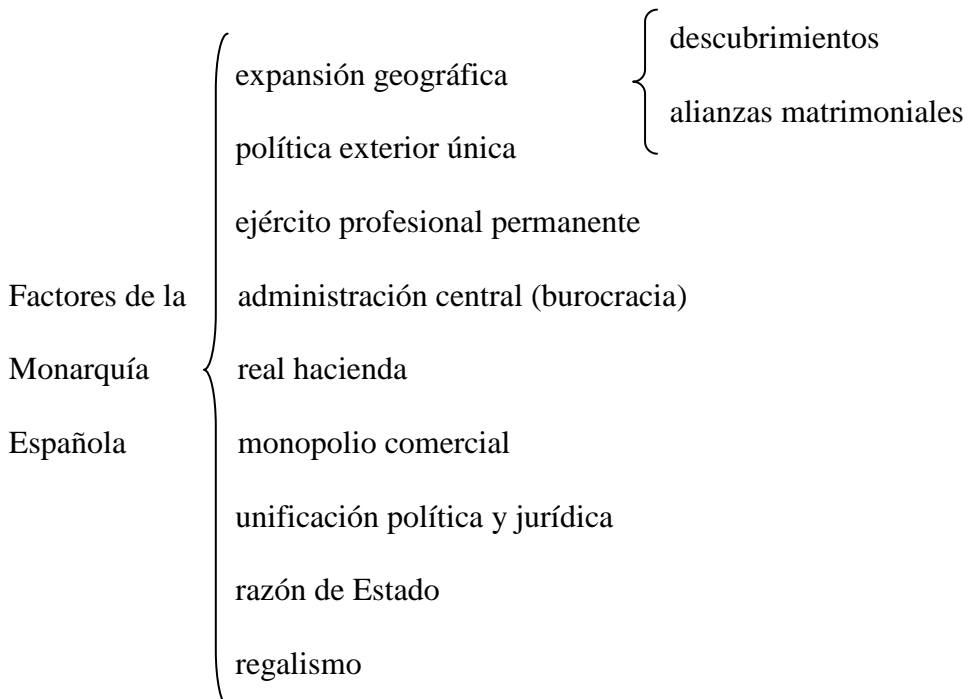 Factores de la
Monarquía
Española
expansión geográfica
descubrimientos
alianzas matrimoniales
política exterior única
ejército profesional permanente
administración central (burocracia)
real hacienda
monopolio comercial
unificación política y jurídica
razón de Estado
regalismo